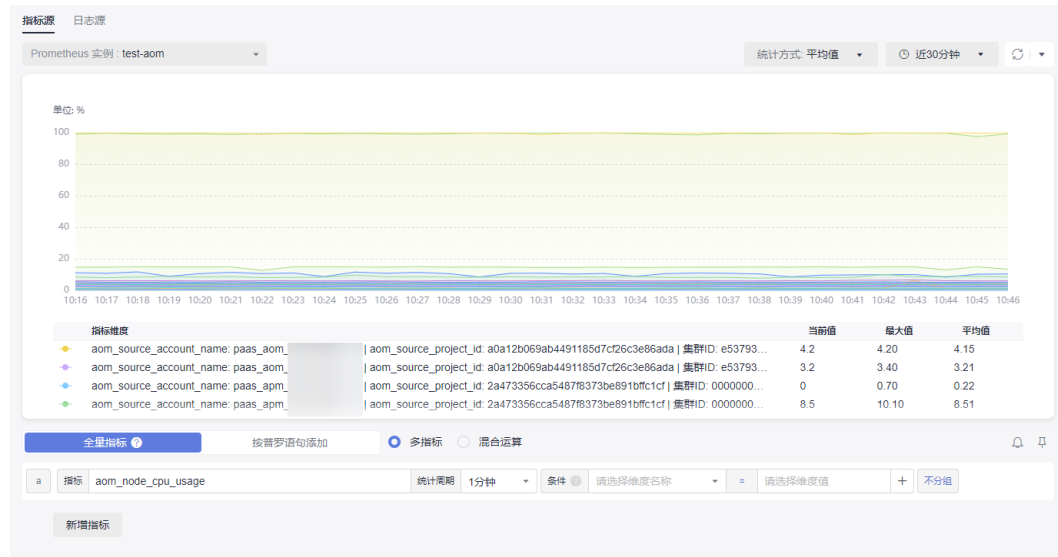 指标源 日志源
Prometheus 实例 : test-aom 统计方式: 平均值 近30分钟
单位: %
100
80
60
40
20
0
10:16 10:17 10:18 10:19 10:20 10:21 10:22 10:23 10:24 10:25 10:26 10:27 10:28 10:29 10:30 10:31 10:32 10:33 10:34 10:35 10:36 10:37 10:38 10:39 10:40 10:41 10:42 10:43 10:44 10:45 10:46
指标维度 当前值 最大值 平均值
aom_source_account_name: paas_aom_ | aom_source_project_id: a0a12b069ab4491185d7cf26c3e86ada | 集群ID: e53793... 4.2 4.20 4.15
aom_source_account_name: paas_aom_ | aom_source_project_id: a0a12b069ab4491185d7cf26c3e86ada | 集群ID: e53793... 3.2 3.40 3.21
aom_source_account_name: paas_apm_ | aom_source_project_id: 2a473356cca5487f8373be891bffc1cf | 集群ID: 0000000... 0 0.70 0.22
aom_source_account_name: paas_apm_ | aom_source_project_id: 2a473356cca5487f8373be891bffc1cf | 集群ID: 0000000... 8.5 10.10 8.51
全量指标 ? 按普罗语句添加 多指标 混合运算
a 指标 aom_node_cpu_usage 统计周期 1分钟 条件 请选择维度名称 = 请选择维度值 + 不分组
新增指标